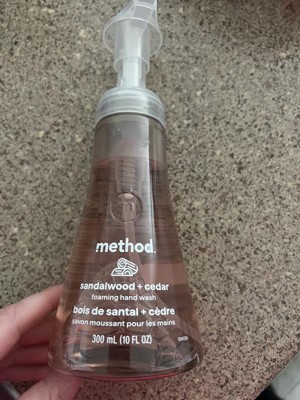 method.
sandalwood + cedar
foaming hand wash
bois de santal + cèdre
savon moussant pour les mains
300 mL (10 FL OZ)